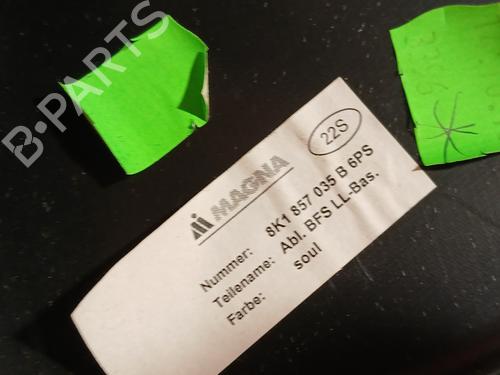 B-PARTS
22S
MAGNA
Nummer: 8K1 857 035 B 6PS
Teilename: Abl. BFS LL-Bas.
Farbe: soul